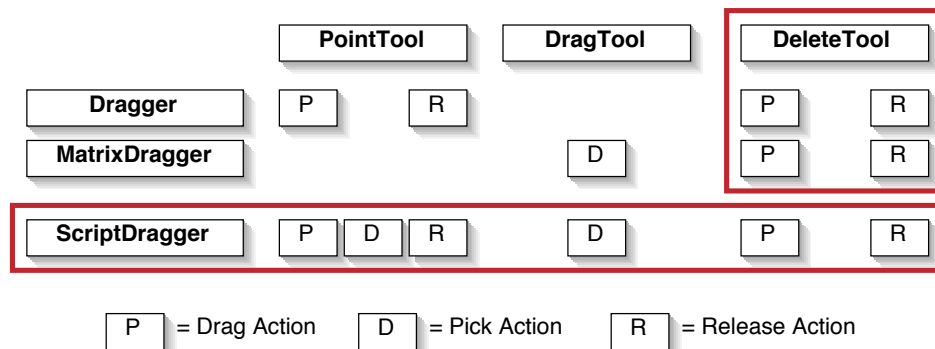 PointTool DragTool DeleteTool
Dragger P R P R
MatrixDragger D P R
ScriptDragger P D R D P R
P = Drag Action D = Pick Action R = Release Action